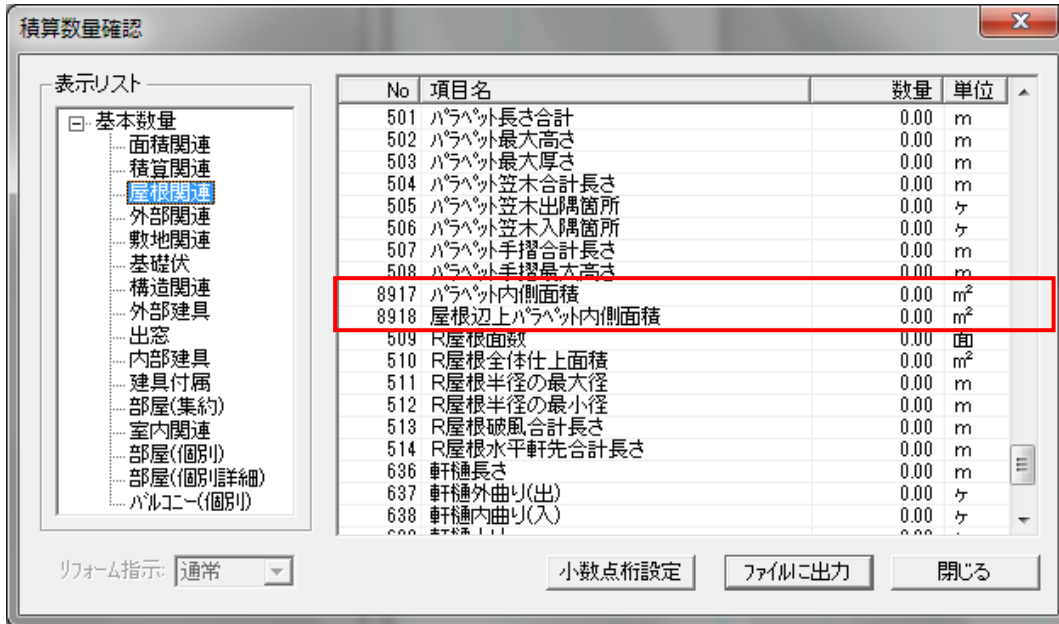 積算数量確認
表示リスト
基本数量
面積関連
積算関連
屋根関連
外部関連
敷地関連
基礎伏
構造関連
外部建具
出窓
内部建具
建具付属
部屋(集約)
室内関連
部屋(個別)
部屋(個別詳細)
バルコニー(個別)
No 項目名 数量 単位
501 パラペット長さ合計 0.00 m
502 パラペット最大高さ 0.00 m
503 パラペット最大厚さ 0.00 m
504 パラペット笠木合計長さ 0.00 m
505 パラペット笠木出隅箇所 0.00 ヶ
506 パラペット笠木入隅箇所 0.00 ヶ
507 パラペット手摺合計長さ 0.00 m
508 パラペット手摺最大高さ 0.00 m
8917 パラペット内側面積 0.00 m²
8918 屋根辺上パラペット内側面積 0.00 m²
509 R屋根面数 0.00 面
510 R屋根全体仕上面積 0.00 m²
511 R屋根半径の最大径 0.00 m
512 R屋根半径の最小径 0.00 m
513 R屋根破風合計長さ 0.00 m
514 R屋根水平軒先合計長さ 0.00 m
636 軒樋長さ 0.00 m
637 軒樋外曲り(出) 0.00 ヶ
638 軒樋内曲り(入) 0.00 ヶ
リフォーム指示: 通常
小数点桁設定
ファイルに出力
閉じる